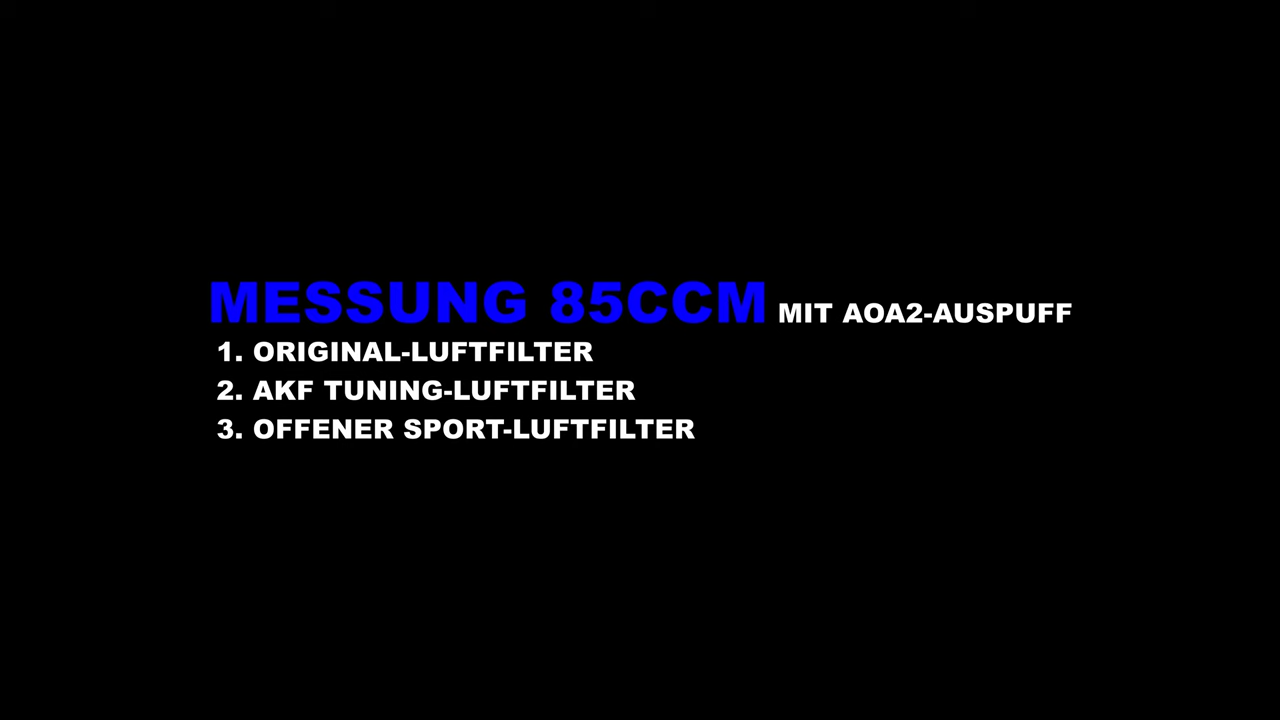 MESSUNG 85CCM MIT AOA2-AUSPUFF
1. ORIGINAL-LUFTFILTER
2. AKF TUNING-LUFTFILTER
3. OFFENER SPORT-LUFTFILTER